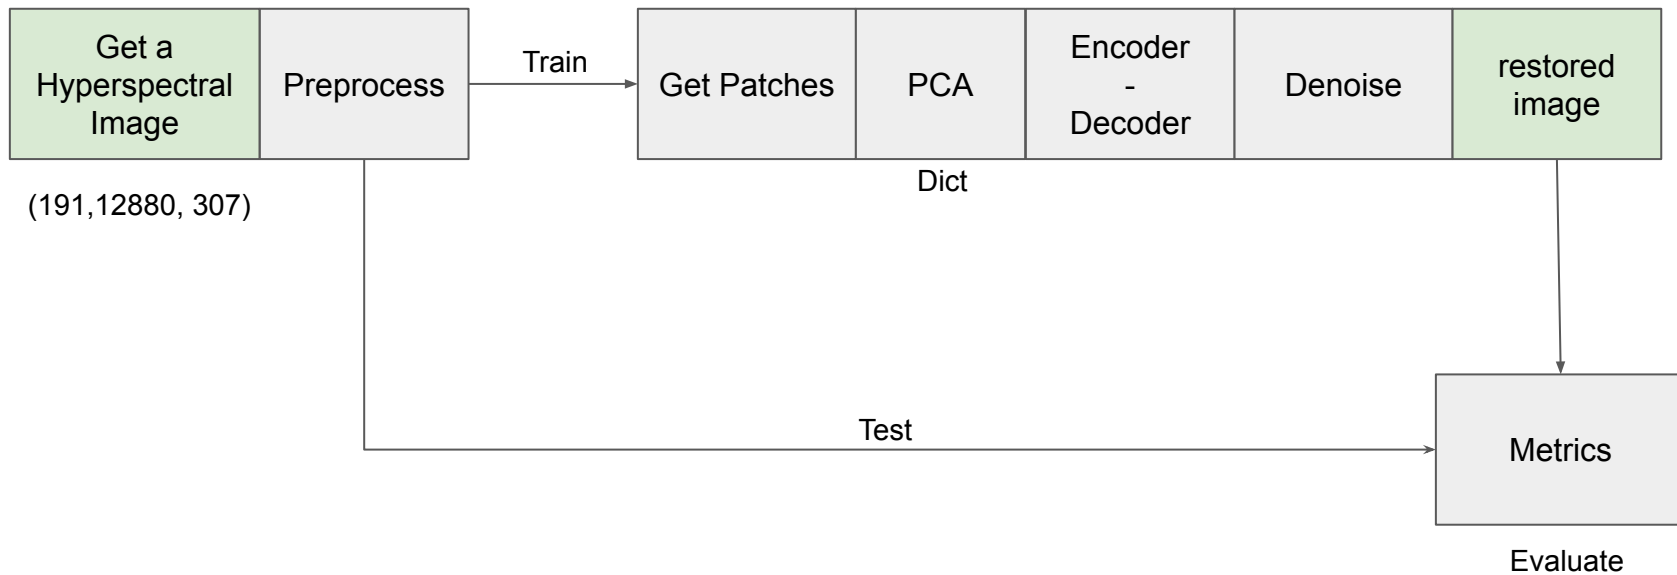 Get a
Hyperspectral
Image
Preprocess
Train
Get Patches
PCA
Encoder
-
Decoder
Denoise
restored
image
(191,12880, 307)
Dict
Test
Metrics
Evaluate